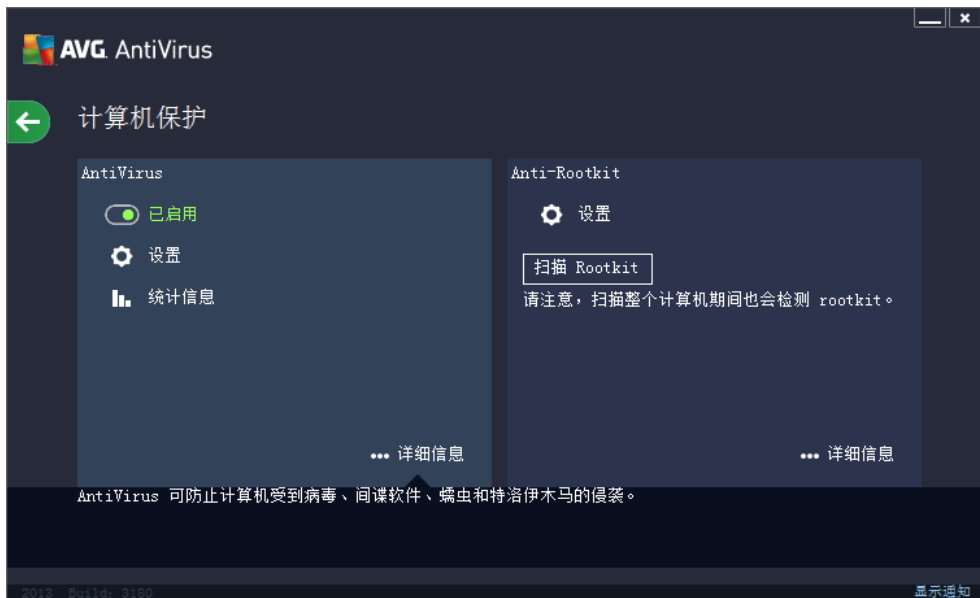 AVG. AntiVirus
计算机保护
AntiVirus
已启用
设置
统计信息
详细信息
Anti-Rootkit
设置
扫描 Rootkit
请注意，扫描整个计算机期间也会检测 rootkit。
详细信息
AntiVirus 可防止计算机受到病毒、间谍软件、蠕虫和特洛伊木马的侵袭。
2013 Build: 3180
显示通知